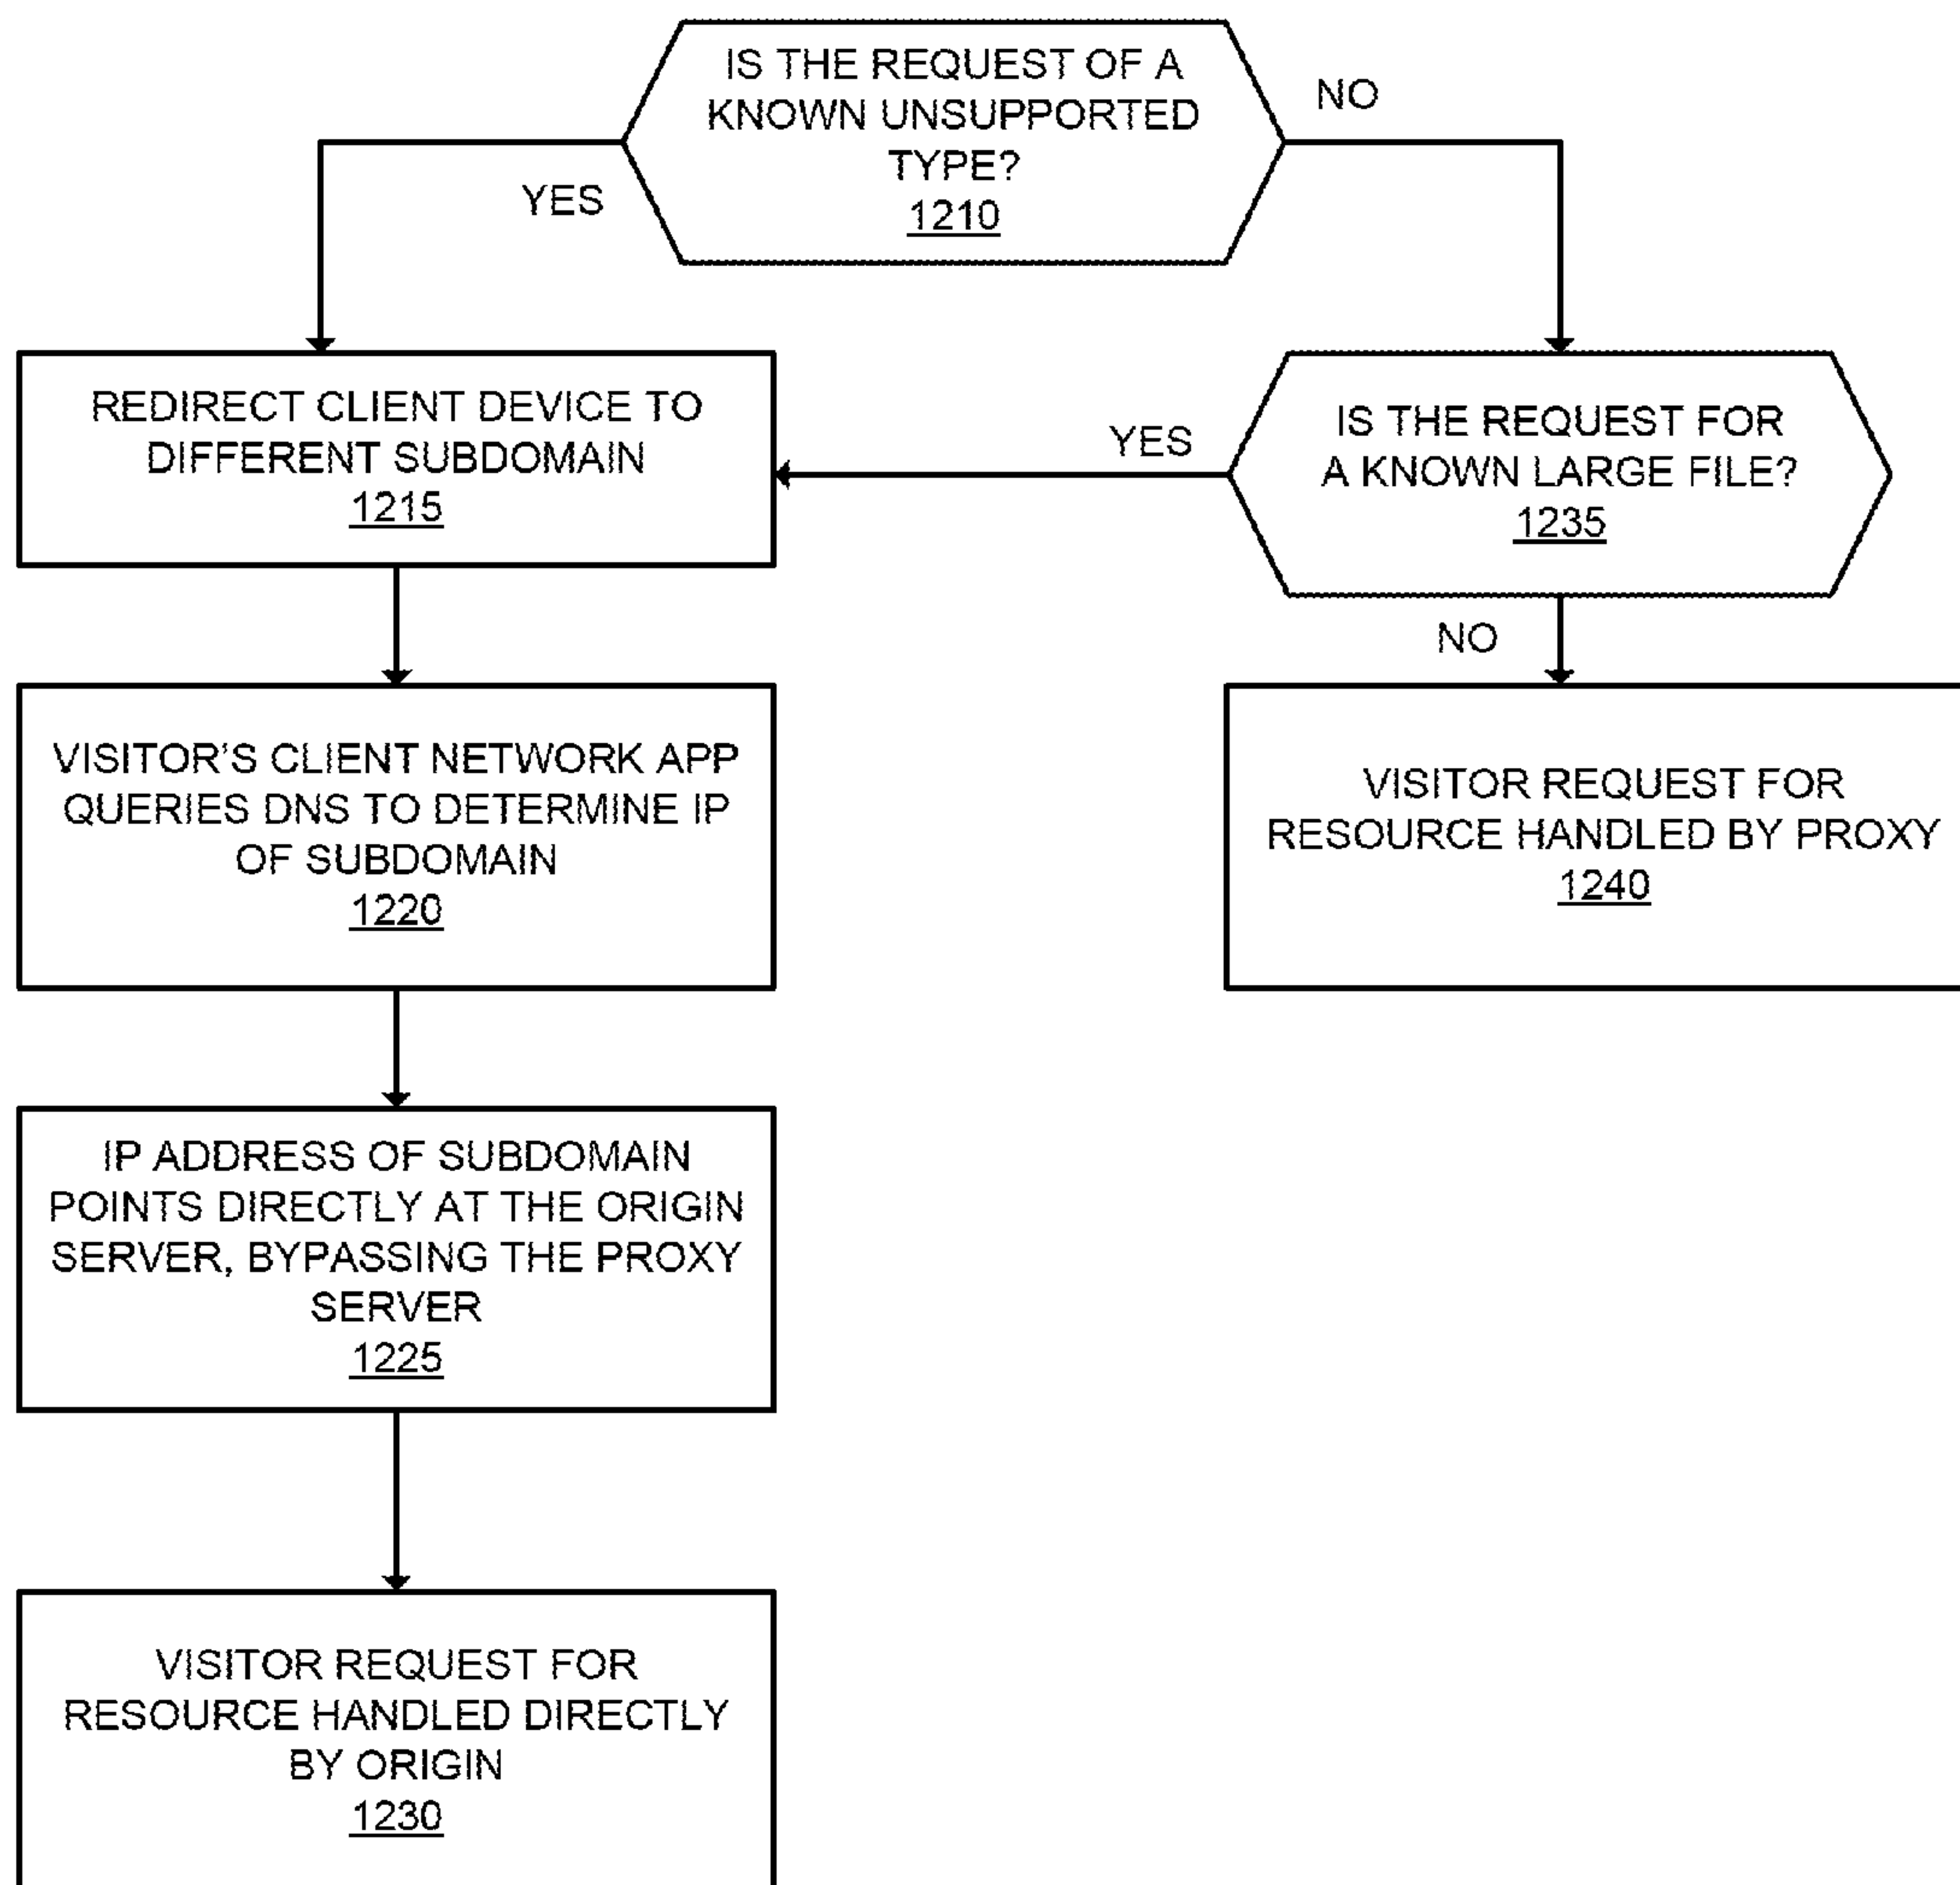 IS THE REQUEST OF A
KNOWN UNSUPPORTED
TYPE?
1210
NO
YES
REDIRECT CLIENT DEVICE TO
DIFFERENT SUBDOMAIN
1215
YES
IS THE REQUEST FOR
A KNOWN LARGE FILE?
1235
NO
VISITOR'S CLIENT NETWORK APP
QUERIES DNS TO DETERMINE IP
OF SUBDOMAIN
1220
VISITOR REQUEST FOR
RESOURCE HANDLED BY PROXY
1240
IP ADDRESS OF SUBDOMAIN
POINTS DIRECTLY AT THE ORIGIN
SERVER, BYPASSING THE PROXY
SERVER
1225
VISITOR REQUEST FOR
RESOURCE HANDLED DIRECTLY
BY ORIGIN
1230